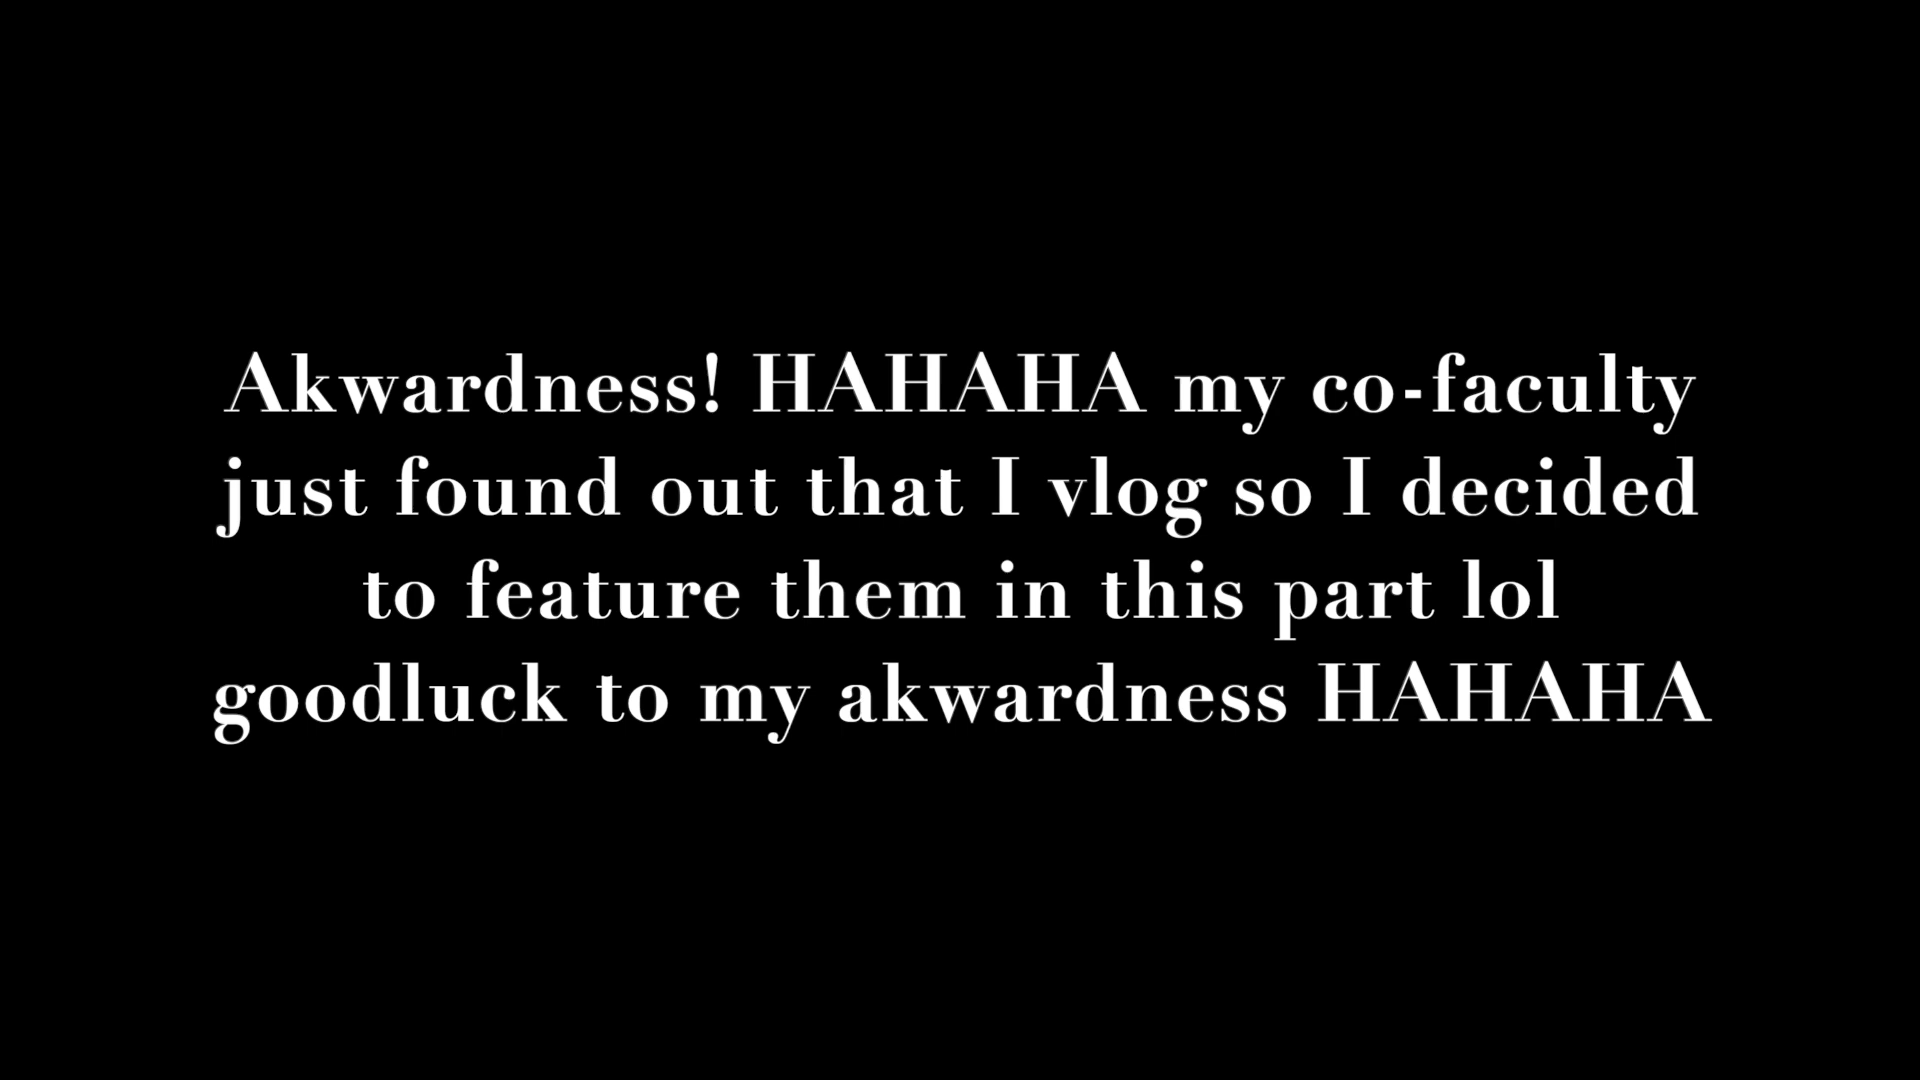 Akwardness! HAHAHA my co-faculty
just found out that I vlog so I decided
to feature them in this part lol
goodluck to my akwardness HAHAHA